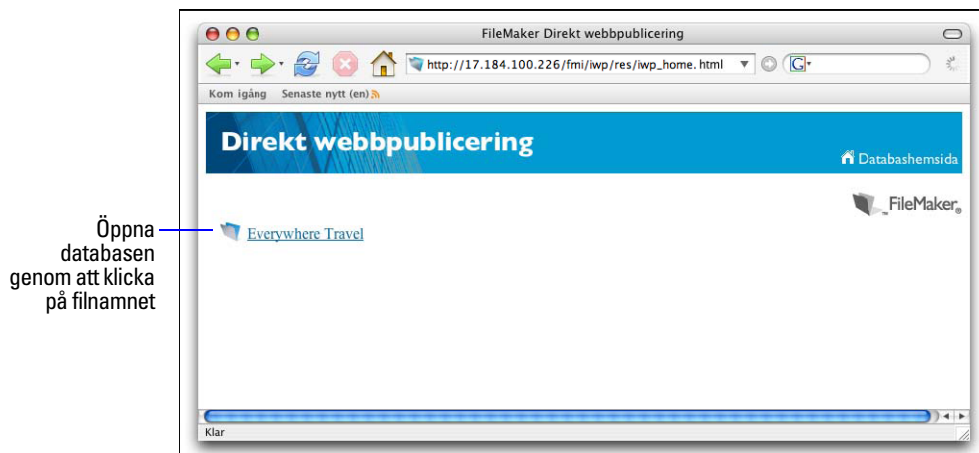 FileMaker Direkt webbpublicering
http://17.184.100.226/fmi/iwp/res/iwp_home.html
G
Kom igång Senaste nytt (en)
Direkt webbpublicering
Databashemsida
FileMaker®
Öppna
databasen
genom att klicka
på filnamnet
Everywhere Travel
Klar